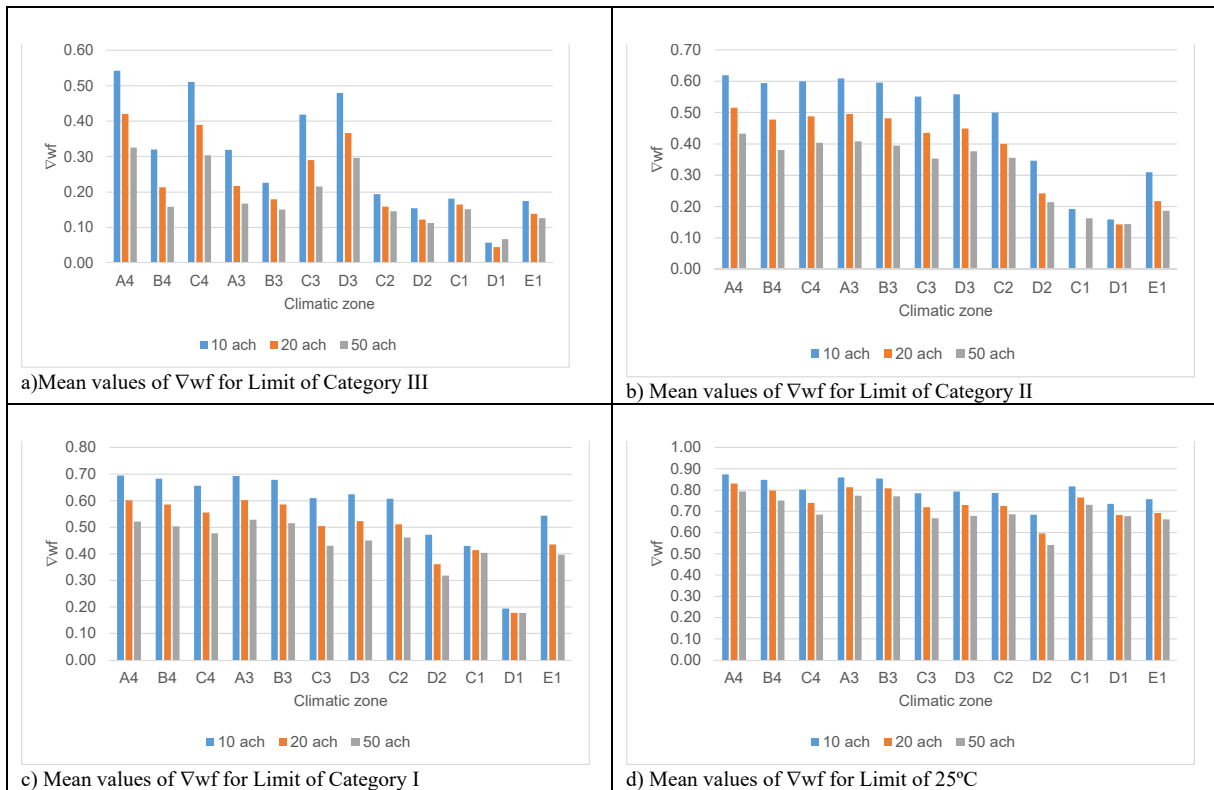 0.60
0.50
0.40
0.30
0.20
0.10
0.00
∇wf
A4 B4 C4 A3 B3 C3 D3 C2 D2 C1 D1 E1
Climatic zone
10 ach 20 ach 50 ach
a)Mean values of ∇wf for Limit of Category III
0.70
0.60
0.50
0.40
0.30
0.20
0.10
0.00
∇wf
A4 B4 C4 A3 B3 C3 D3 C2 D2 C1 D1 E1
Climatic zone
10 ach 20 ach 50 ach
b) Mean values of ∇wf for Limit of Category II
0.80
0.70
0.60
0.50
0.40
0.30
0.20
0.10
0.00
∇wf
A4 B4 C4 A3 B3 C3 D3 C2 D2 C1 D1 E1
Climatic zone
10 ach 20 ach 50 ach
c) Mean values of ∇wf for Limit of Category I
1.00
0.90
0.80
0.70
0.60
0.50
0.40
0.30
0.20
0.10
0.00
∇wf
A4 B4 C4 A3 B3 C3 D3 C2 D2 C1 D1 E1
Climatic zone
10 ach 20 ach 50 ach
d) Mean values of ∇wf for Limit of 25ºC